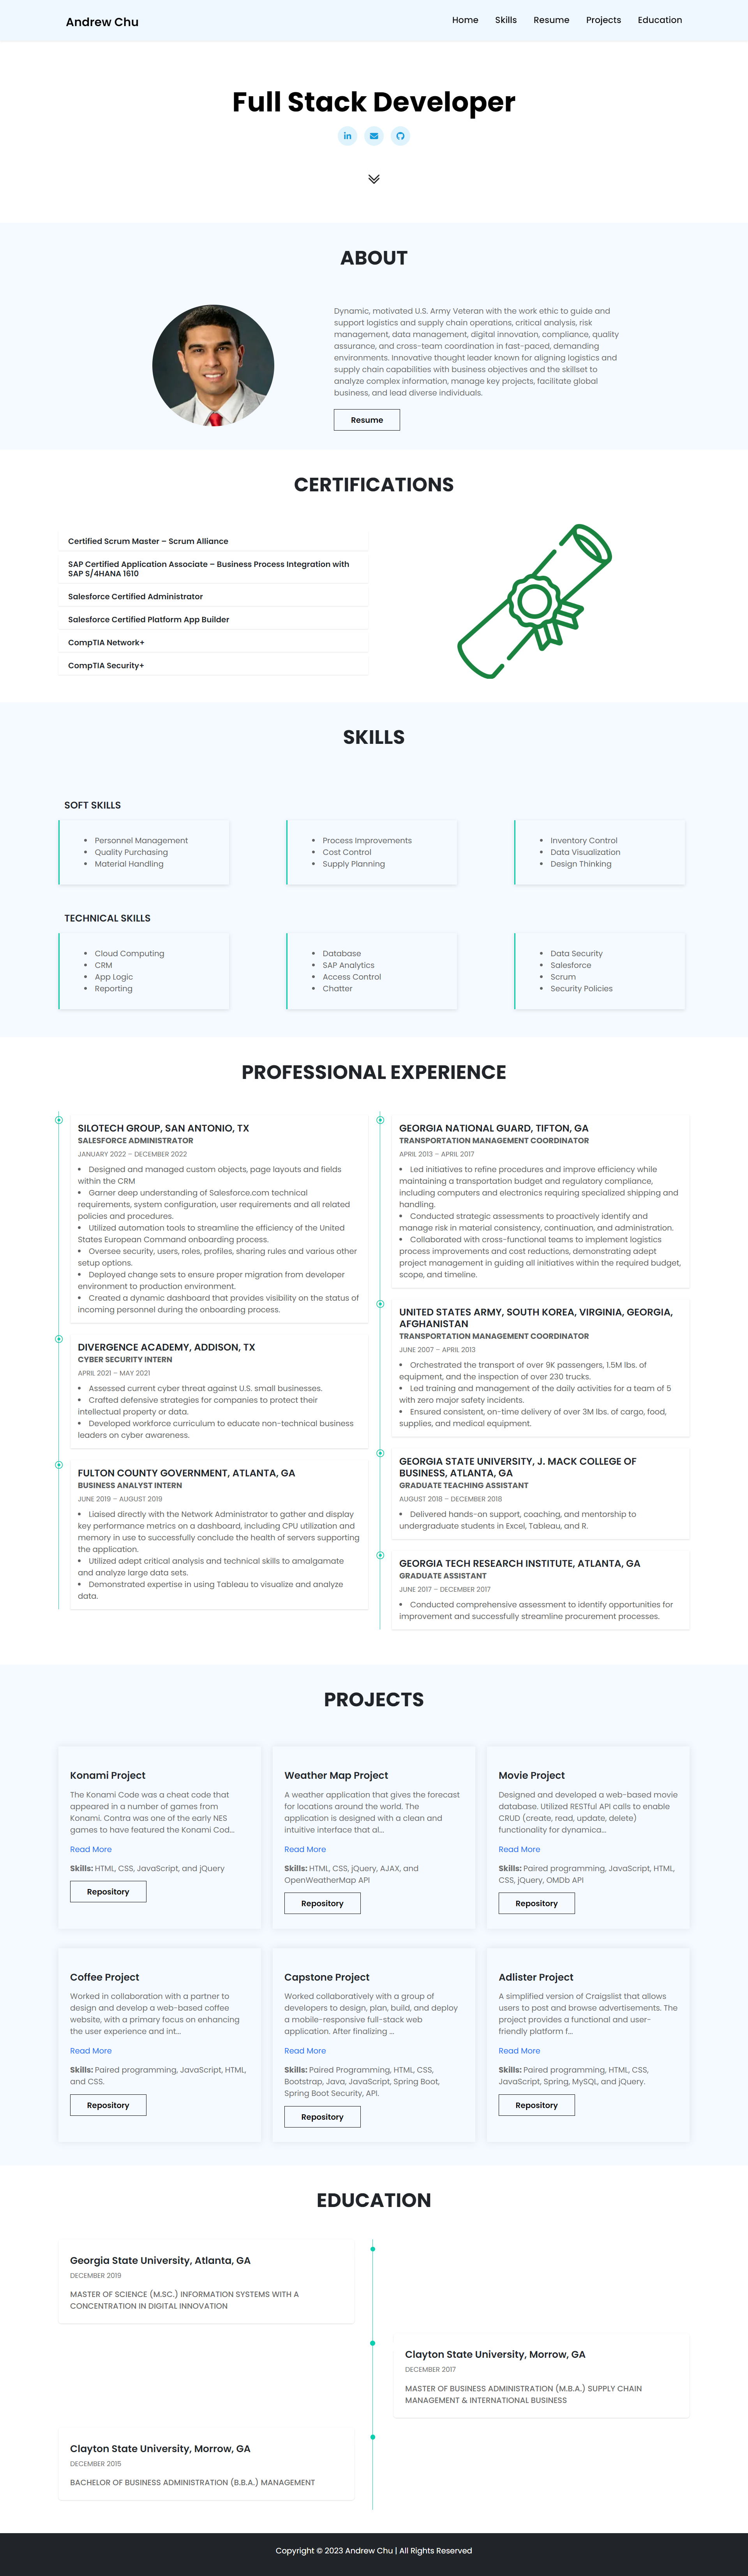 Andrew Chu
Home
Skills
Resume
Projects
Education
Full Stack Developer
ABOUT
Dynamic, motivated U.S. Army Veteran with the work ethic to guide and
support logistics and supply chain operations, critical analysis, risk
management, data management, digital innovation, compliance, quality
assurance, and cross-team coordination in fast-paced, demanding
environments. Innovative thought leader known for aligning logistics and
supply chain capabilities with business objectives and the skillset to
analyze complex information, manage key projects, facilitate global
business, and lead diverse individuals.
Resume
CERTIFICATIONS
Certified Scrum Master – Scrum Alliance
SAP Certified Application Associate – Business Process Integration with
SAP S/4HANA 1610
Salesforce Certified Administrator
Salesforce Certified Platform App Builder
CompTIA Network+
CompTIA Security+
SKILLS
SOFT SKILLS
• Personnel Management
• Quality Purchasing
• Material Handling
• Process Improvements
• Cost Control
• Supply Planning
• Inventory Control
• Data Visualization
• Design Thinking
TECHNICAL SKILLS
• Cloud Computing
• CRM
• App Logic
• Reporting
• Database
• SAP Analytics
• Access Control
• Chatter
• Data Security
• Salesforce
• Scrum
• Security Policies
PROFESSIONAL EXPERIENCE
SILOTECH GROUP, SAN ANTONIO, TX
SALESFORCE ADMINISTRATOR
JANUARY 2022 – DECEMBER 2022
• Designed and managed custom objects, page layouts and fields
within the CRM
• Garner deep understanding of Salesforce.com technical
requirements, system configuration, user requirements and all related
policies and procedures.
• Utilized automation tools to streamline the efficiency of the United
States European Command onboarding process.
• Oversee security, users, roles, profiles, sharing rules and various other
setup options.
• Deployed change sets to ensure proper migration from developer
environment to production environment.
• Created a dynamic dashboard that provides visibility on the status of
incoming personnel during the onboarding process.
DIVERGENCE ACADEMY, ADDISON, TX
CYBER SECURITY INTERN
APRIL 2021 – MAY 2021
• Assessed current cyber threat against U.S. small businesses.
• Crafted defensive strategies for companies to protect their
intellectual property or data.
• Developed workforce curriculum to educate non-technical business
leaders on cyber awareness.
FULTON COUNTY GOVERNMENT, ATLANTA, GA
BUSINESS ANALYST INTERN
JUNE 2019 – AUGUST 2019
• Liaised directly with the Network Administrator to gather and display
key performance metrics on a dashboard, including CPU utilization and
memory in use to successfully conclude the health of servers supporting
the application.
• Utilized adept critical analysis and technical skills to amalgamate
and analyze large data sets.
• Demonstrated expertise in using Tableau to visualize and analyze
data.
GEORGIA NATIONAL GUARD, TIFTON, GA
TRANSPORTATION MANAGEMENT COORDINATOR
APRIL 2013 – APRIL 2017
• Led initiatives to refine procedures and improve efficiency while
maintaining a transportation budget and regulatory compliance,
including computers and electronics requiring specialized shipping and
handling.
• Conducted strategic assessments to proactively identify and
manage risk in material consistency, continuation, and administration.
• Collaborated with cross-functional teams to implement logistics
process improvements and cost reductions, demonstrating adept
project management in guiding all initiatives within the required budget,
scope, and timeline.
UNITED STATES ARMY, SOUTH KOREA, VIRGINIA, GEORGIA,
AFGHANISTAN
TRANSPORTATION MANAGEMENT COORDINATOR
JUNE 2007 – APRIL 2013
• Orchestrated the transport of over 9K passengers, 1.5M lbs. of
equipment, and the inspection of over 230 trucks.
• Led training and management of the daily activities for a team of 5
with zero major safety incidents.
• Ensured consistent, on-time delivery of over 3M lbs. of cargo, food,
supplies, and medical equipment.
GEORGIA STATE UNIVERSITY, J. MACK COLLEGE OF
BUSINESS, ATLANTA, GA
GRADUATE TEACHING ASSISTANT
AUGUST 2018 – DECEMBER 2018
• Delivered hands-on support, coaching, and mentorship to
undergraduate students in Excel, Tableau, and R.
GEORGIA TECH RESEARCH INSTITUTE, ATLANTA, GA
GRADUATE ASSISTANT
JUNE 2017 – DECEMBER 2017
• Conducted comprehensive assessment to identify opportunities for
improvement and successfully streamline procurement processes.
PROJECTS
Konami Project
The Konami Code was a cheat code that
appeared in a number of games from
Konami. Contra was one of the early NES
games to have featured the Konami Cod...
Read More
Skills: HTML, CSS, JavaScript, and jQuery
Repository
Weather Map Project
A weather application that gives the forecast
for locations around the world. The
application is designed with a clean and
intuitive interface that al...
Read More
Skills: HTML, CSS, jQuery, AJAX, and
OpenWeatherMap API
Repository
Movie Project
Designed and developed a web-based movie
database. Utilized RESTful API calls to enable
CRUD (create, read, update, delete)
functionality for dynamica...
Read More
Skills: Paired programming, JavaScript, HTML,
CSS, jQuery, OMDb API
Repository
Coffee Project
Worked in collaboration with a partner to
design and develop a web-based coffee
website, with a primary focus on enhancing
the user experience and int...
Read More
Skills: Paired programming, JavaScript, HTML,
and CSS.
Repository
Capstone Project
Worked collaboratively with a group of
developers to design, plan, build, and deploy
a mobile-responsive full-stack web
application. After finalizing ...
Read More
Skills: Paired Programming, HTML, CSS,
Bootstrap, Java, JavaScript, Spring Boot,
Spring Boot Security, API.
Repository
Adlister Project
A simplified version of Craigslist that allows
users to post and browse advertisements. The
project provides a functional and user-
friendly platform f...
Read More
Skills: Paired programming, HTML, CSS,
JavaScript, Spring, MySQL, and jQuery.
Repository
EDUCATION
Georgia State University, Atlanta, GA
DECEMBER 2019
MASTER OF SCIENCE (M.SC.) INFORMATION SYSTEMS WITH A
CONCENTRATION IN DIGITAL INNOVATION
Clayton State University, Morrow, GA
DECEMBER 2017
MASTER OF BUSINESS ADMINISTRATION (M.B.A.) SUPPLY CHAIN
MANAGEMENT & INTERNATIONAL BUSINESS
Clayton State University, Morrow, GA
DECEMBER 2015
BACHELOR OF BUSINESS ADMINISTRATION (B.B.A.) MANAGEMENT
Copyright © 2023 Andrew Chu | All Rights Reserved